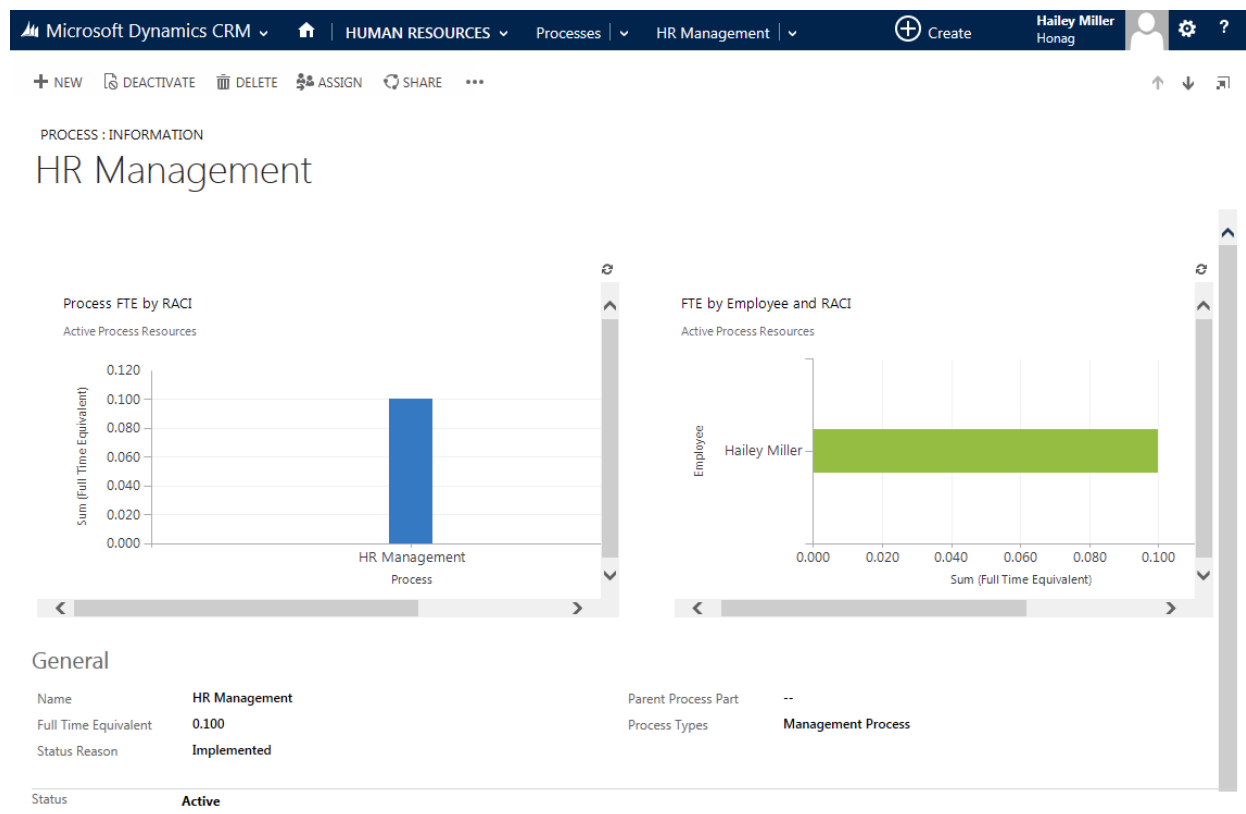 Microsoft Dynamics CRM HUMAN RESOURCES Processes HR Management Create Hailey Miller ?
Honag
NEW DEACTIVATE DELETE ASSIGN SHARE •••
PROCESS : INFORMATION
HR Management
Process FTE by RACI
Active Process Resources
0.120
0.100
0.080
0.060
0.040
0.020
0.000
Sum (Full Time Equivalent)
HR Management
Process
FTE by Employee and RACI
Active Process Resources
Employee
Hailey Miller
0.000 0.020 0.040 0.060 0.080 0.100
Sum (Full Time Equivalent)
General
Name HR Management Parent Process Part --
Full Time Equivalent 0.100 Process Types Management Process
Status Reason Implemented
Status Active